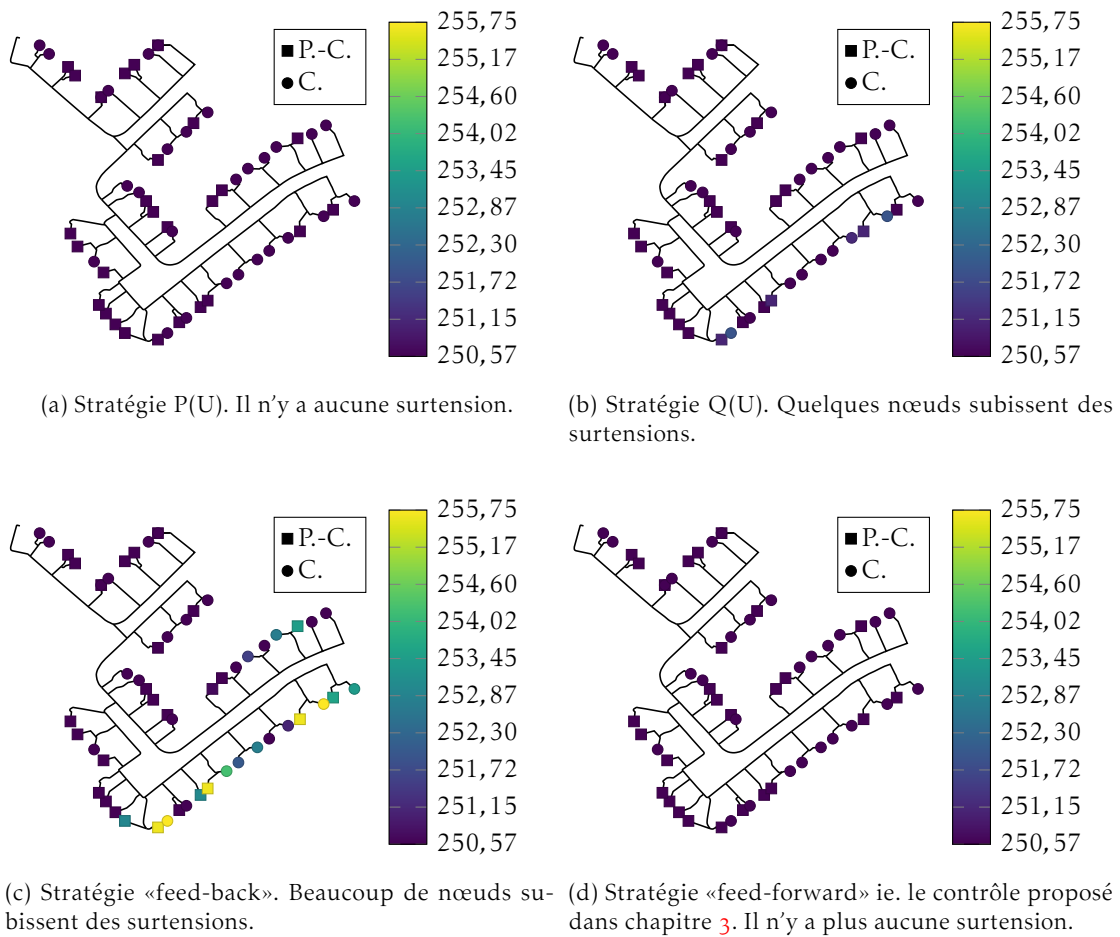 P.-C.
C.
255,75
255,17
254,60
254,02
253,45
252,87
252,30
251,72
251,15
250,57
(a) Stratégie P(U). Il n'y a aucune surtension.
P.-C.
C.
255,75
255,17
254,60
254,02
253,45
252,87
252,30
251,72
251,15
250,57
(b) Stratégie Q(U). Quelques nœuds subissent des
surtensions.
P.-C.
C.
255,75
255,17
254,60
254,02
253,45
252,87
252,30
251,72
251,15
250,57
(c) Stratégie «feed-back». Beaucoup de nœuds su-
bissent des surtensions.
P.-C.
C.
255,75
255,17
254,60
254,02
253,45
252,87
252,30
251,72
251,15
250,57
(d) Stratégie «feed-forward» ie. le contrôle proposé
dans chapitre 3. Il n'y a plus aucune surtension.